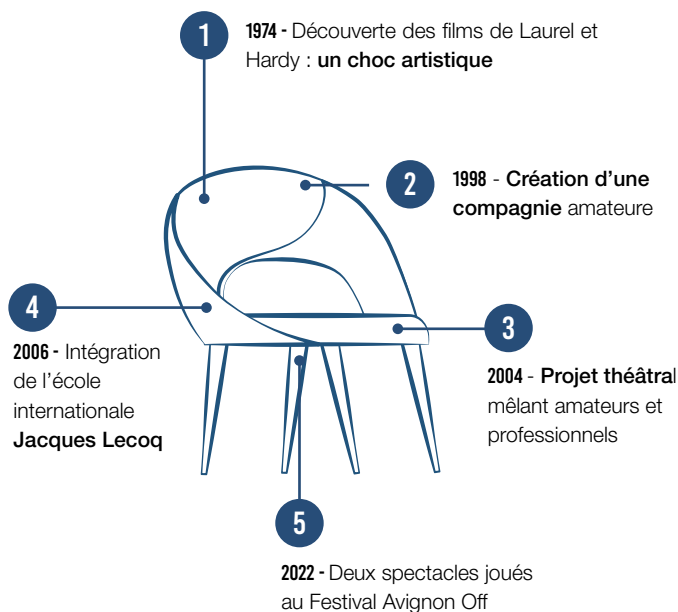 1
1974 - Découverte des films de Laurel et
Hardy : un choc artistique
2
1998 - Création d'une
compagnie amateure
3
2004 - Projet théâtral
mêlant amateurs et
professionnels
4
2006 - Intégration
de l'école
internationale
Jacques Lecoq
5
2022 - Deux spectacles joués
au Festival Avignon Off